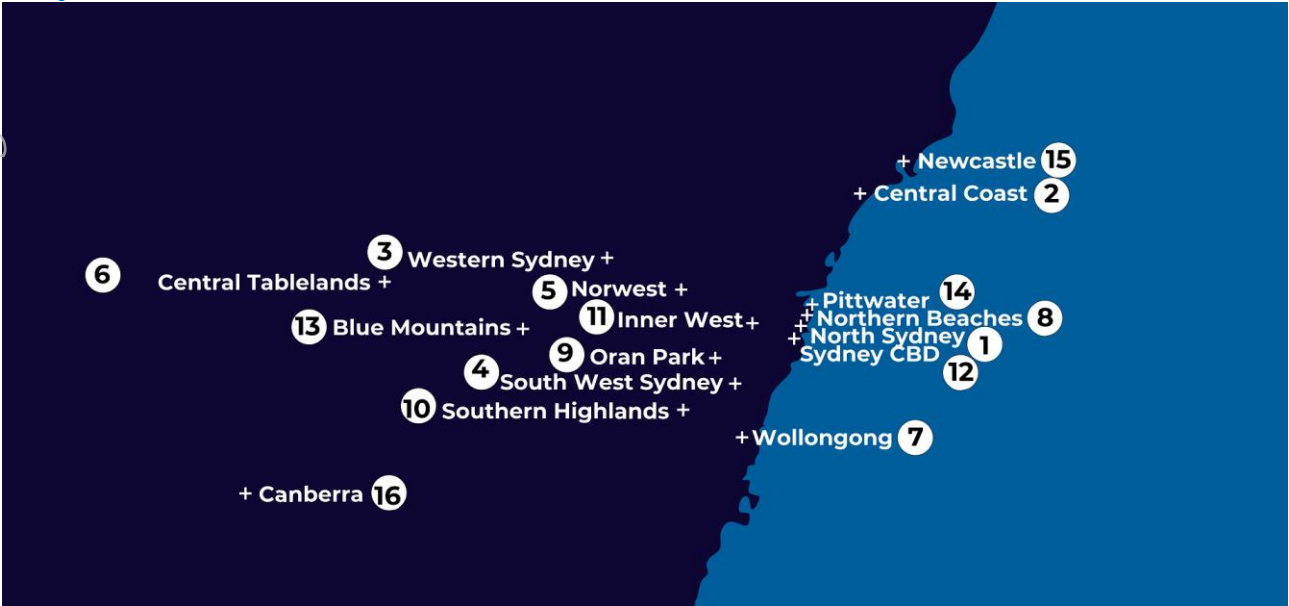 Newcastle 15
Central Coast 2
3 Western Sydney
6 Central Tablelands
5 Norwest
Pittwater 14
11 Inner West
Northern Beaches 8
13 Blue Mountains
North Sydney 1
Sydney CBD 12
9 Oran Park
4 South West Sydney
10 Southern Highlands
Wollongong 7
Canberra 16